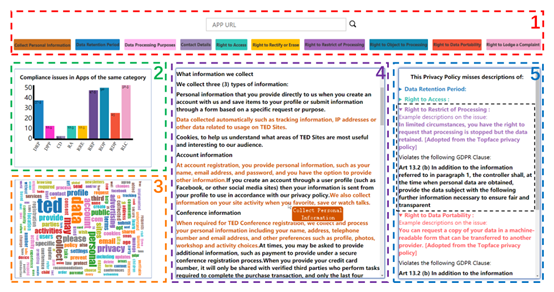 APP URL
1
Collect Personal Information
Data Retention Period
Data Processing Purposes
Contact Details
Right to Access
Right to Rectify or Erase
Right to Restrict of Processing
Right to Object to Processing
Right to Data Portability
Right to Lodge a Complaint
2
Compliance issues in Apps of the same category
50
40
30
20
10
0
DRP
DPP
CD
RA
RRE
RRP
ROP
RDP
RLC
3
ted
data
privacy
4
What information we collect
We collect three (3) types of information:
Personal information that you provide directly to us when you create an
account with us and save items to your profile or submit information
through a form based on a specific request or purpose.
Data collected automatically such as tracking information, IP addresses or
other data related to usage on TED Sites.
Cookies, to help us understand what areas of TED Sites are most useful
and interesting to our audience.
Account information
At account registration, you provide personal information, such as your
name, email address, and password, and you have the option to provide
other information. If you create an account through a user profile (such as
Facebook, or other social media sites) then your information is sent from
your profile to use in accordance with our privacy policy. We also collect
information on your site activity when you favorite, save or watch talks.
Collect Personal
Information
Conference information
When required for TED Conference registration, we collect and process
your personal information including your name, address, telephone
number and email address, and other preferences such as profile, photos,
workshop and activity choices. At times, you may be asked to provide
additional information, such as payment to provide under a secure
conference registration process. When you provide your credit card
number, it will only be shared with verified third parties who perform tasks
required to complete the purchase transaction, and only the last four
5
This Privacy Policy misses descriptions of:
Data Retention Period:
Right to Access :
Right to Restrict of Processing :
Example descriptions on the issue:
In limited circumstances, you have the right to
request that processing is stopped but the data
retained. [Adopted from the Topface privacy
policy]
Violates the following GDPR Clause:
Art 13.2 (b) In addition to the information
referred to in paragraph 1, the controller shall, at
the time when personal data are obtained,
provide the data subject with the following
further information necessary to ensure fair and
transparent
Right to Data Portability:
Example descriptions on the issue:
You can request a copy of your data in a machine-
readable form that can be transferred to another
provider. [Adopted from the Topface privacy
policy]
Violates the following GDPR Clause:
Art 13.2 (b) In addition to the information